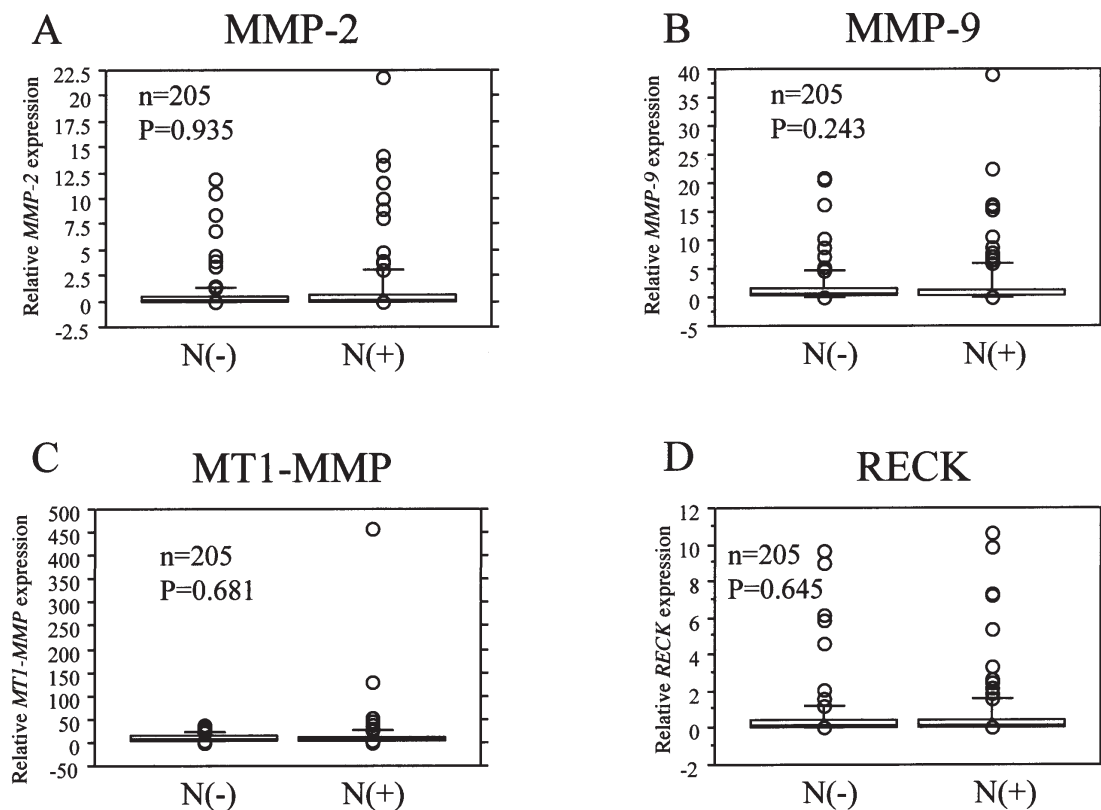 A
MMP-2
Relative MMP-2 expression
22.5
20
17.5
15
12.5
10
7.5
5
2.5
0
-2.5
n=205
P=0.935
N(-)
N(+)
B
MMP-9
Relative MMP-9 expression
40
35
30
25
20
15
10
5
0
-5
n=205
P=0.243
N(-)
N(+)
C
MT1-MMP
Relative MT1-MMP expression
500
450
400
350
300
250
200
150
100
50
0
-50
n=205
P=0.681
N(-)
N(+)
D
RECK
Relative RECK expression
12
10
8
6
4
2
0
-2
n=205
P=0.645
N(-)
N(+)